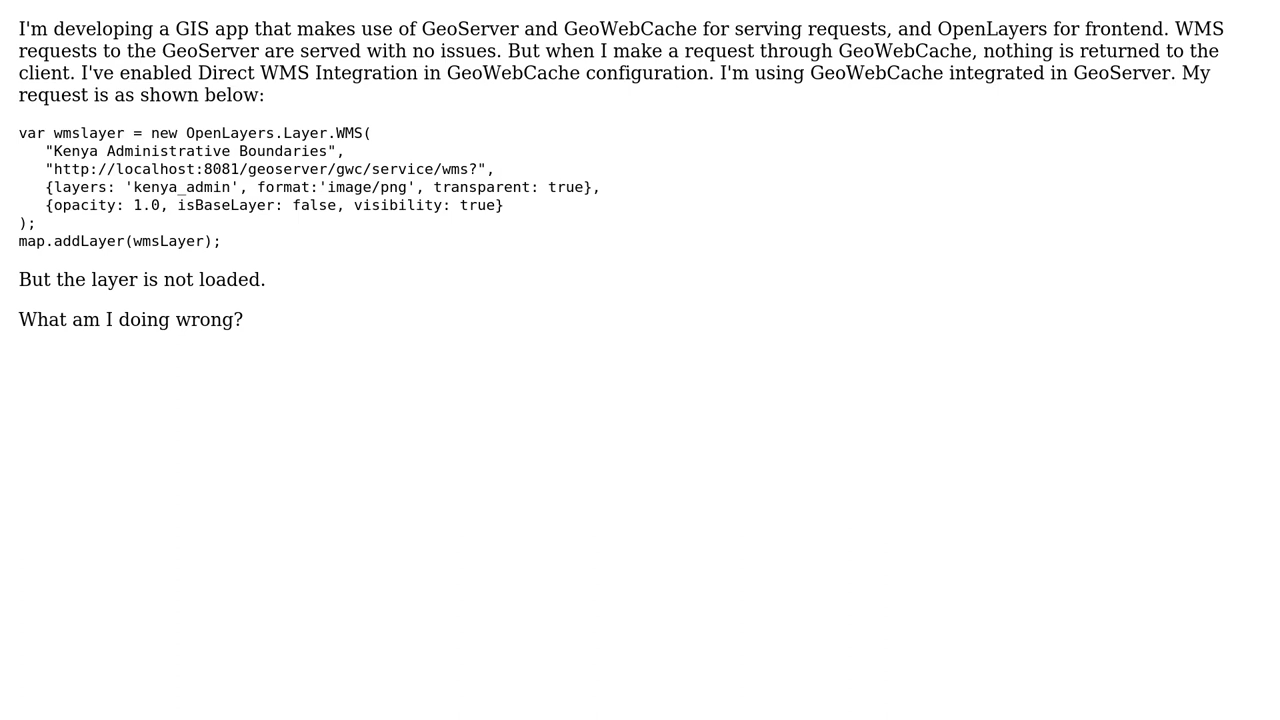 I'm developing a GIS app that makes use of GeoServer and GeoWebCache for serving requests, and OpenLayers for frontend. WMS
requests to the GeoServer are served with no issues. But when I make a request through GeoWebCache, nothing is returned to the
client. I've enabled Direct WMS Integration in GeoWebCache configuration. I'm using GeoWebCache integrated in GeoServer. My
request is as shown below:
var wmslayer = new OpenLayers.Layer.WMS(
   "Kenya Administrative Boundaries",
   "http://localhost:8081/geoserver/gwc/service/wms?",
   {layers: 'kenya_admin', format:'image/png', transparent: true},
   {opacity: 1.0, isBaseLayer: false, visibility: true}
);
map.addLayer(wmsLayer);
But the layer is not loaded.
What am I doing wrong?